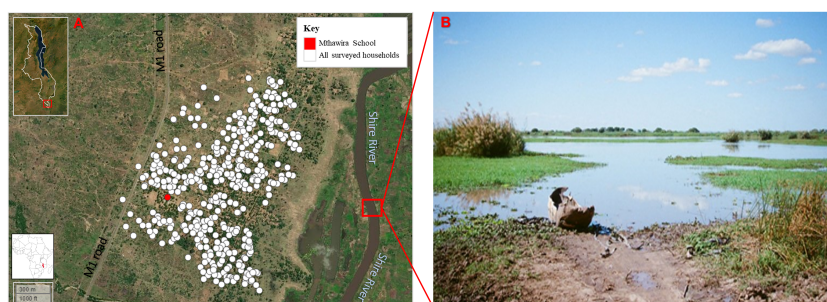 A
Key
Mthawira School
All surveyed households
M1 road
Shire River
M1 road
Shire River
300 m
1000 ft
B